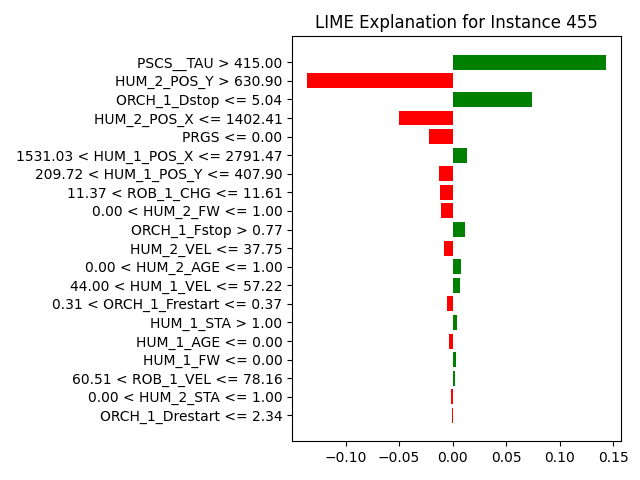 LIME Explanation for Instance 455
PSCS__TAU > 415.00
HUM_2_POS_Y > 630.90
ORCH_1_Dstop <= 5.04
HUM_2_POS_X <= 1402.41
PRGS <= 0.00
1531.03 < HUM_1_POS_X <= 2791.47
209.72 < HUM_1_POS_Y <= 407.90
11.37 < ROB_1_CHG <= 11.61
0.00 < HUM_2_FW <= 1.00
ORCH_1_Fstop > 0.77
HUM_2_VEL <= 37.75
0.00 < HUM_2_AGE <= 1.00
44.00 < HUM_1_VEL <= 57.22
0.31 < ORCH_1_Frestart <= 0.37
HUM_1_STA > 1.00
HUM_1_AGE <= 0.00
HUM_1_FW <= 0.00
60.51 < ROB_1_VEL <= 78.16
0.00 < HUM_2_STA <= 1.00
ORCH_1_Drestart <= 2.34
−0.10 −0.05 0.00 0.05 0.10 0.15